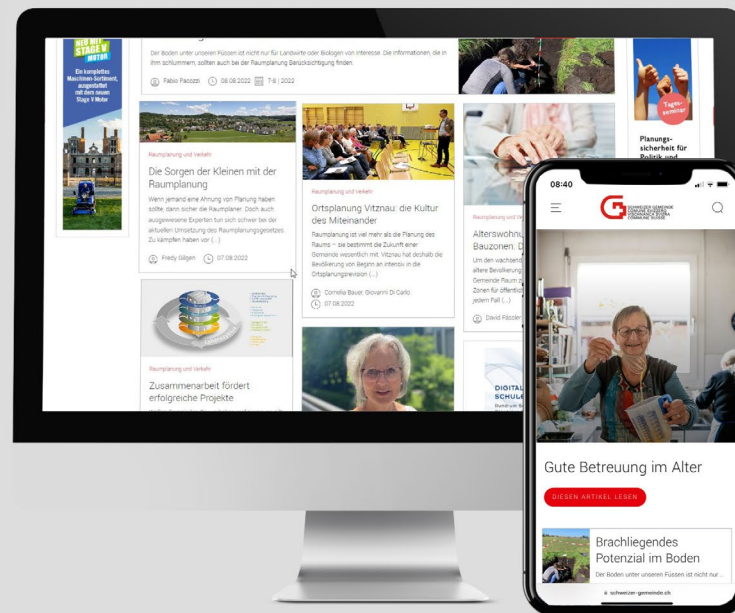 NEU MIT
STAGE V
MOTOR
Ein komplettes
Maschinen-Sortiment,
ausgestattet
mit dem neuen
Stage V Motor
Der Boden unter unseren Füssen ist nicht nur für Landwirte oder Biologen von Interesse. Die Informationen, die in
ihm schlummern, sollten auch bei der Raumplanung Berücksichtigung finden.
Fabio Pacozzi 08.08.2022 7-8 | 2022
Raumplanung und Verkehr
Die Sorgen der Kleinen mit der
Raumplanung
Wenn jemand eine Ahnung von Planung haben
sollte, dann sicher die Raumplaner. Doch auch
ausgewiesene Experten tun sich schwer bei der
aktuellen Umsetzung des Raumplanungsgesetzes.
Zu kämpfen haben vor (...)
Fredy Gilgen 07.08.2022
Raumplanung und Verkehr
Zusammenarbeit fördert
erfolgreiche Projekte
Raumplanung und Verkehr
Ortsplanung Vitznau: die Kultur
des Miteinander
Raumplanung ist viel mehr als die Planung des
Raums – sie bestimmt die Zukunft einer
Gemeinde wesentlich mit. Vitznau hat deshalb die
Bevölkerung von Beginn an intensiv in die
Ortsplanungsrevision (...)
Cornelia Bauer, Giovanni Di Carlo
07.08.2022
Raumplanung und Ve
Alterswohnu
Bauzonen: D
Um den wachsend
ältere Bevölkerung
Gemeinde Raum z
Zonen für öffentlich
jedem Fall (...)
David Fässler
DIGITAL
SCHULE
Tages-
seminar
Planungs-
sicherheit für
Politik und
08:40
SCHWEIZER GEMEINDE
COMUNE SVIZZERO
VISCHNANCA SVIZRA
COMMUNE SUISSE
Gute Betreuung im Alter
DIESEN ARTIKEL LESEN
Brachliegendes
Potenzial im Boden
Der Boden unter unseren Füssen ist nicht nur ...
schweizer-gemeinde.ch